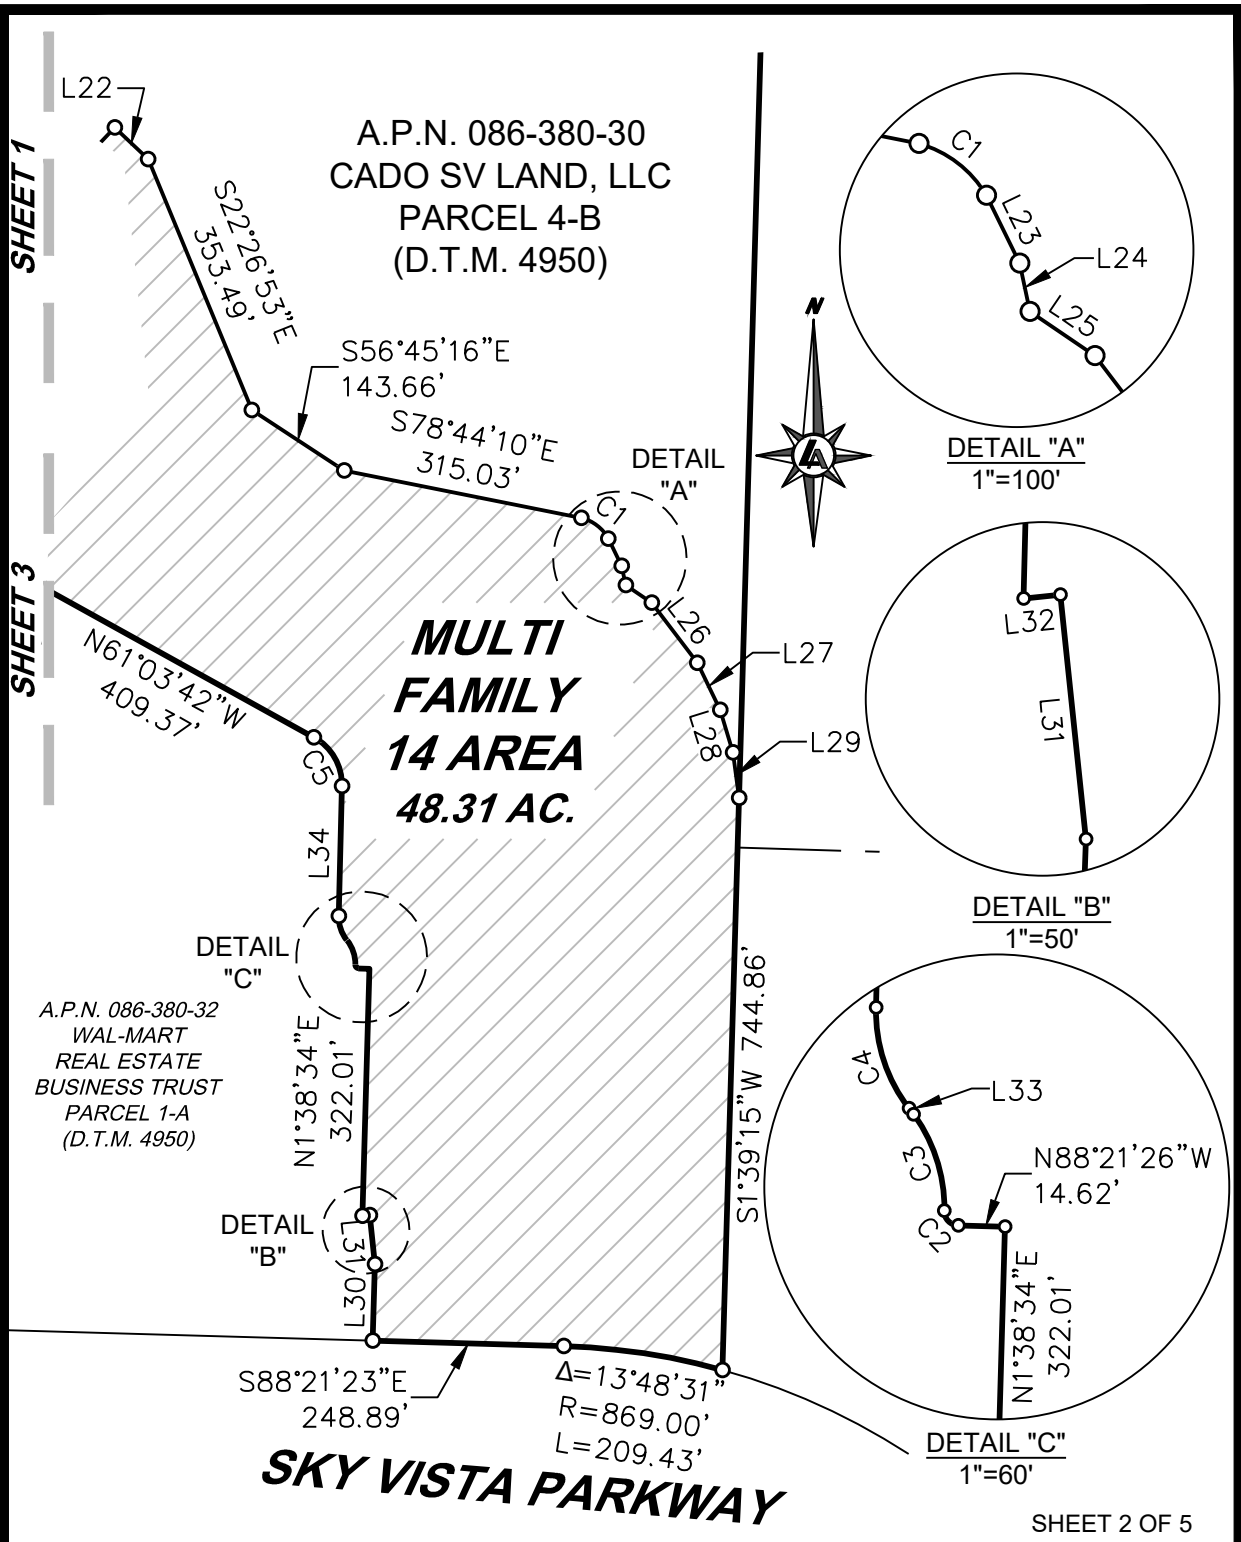 L22
SHEET 1
A.P.N. 086-380-30
CADO SV LAND, LLC
PARCEL 4-B
(D.T.M. 4950)
S22°26'53"E
353.49'
S56°45'16"E
143.66'
S78°44'10"E
315.03'
DETAIL
"A"
C1
N
LA
C1
L23
L24
L25
DETAIL "A"
1"=100'
SHEET 3
N61°03'42"W
409.37'
C5
L34
MULTI
FAMILY
14 AREA
48.31 AC.
L26
L27
L28
L29
L32
L31
DETAIL "B"
1"=50'
DETAIL
"C"
A.P.N. 086-380-32
WAL-MART
REAL ESTATE
BUSINESS TRUST
PARCEL 1-A
(D.T.M. 4950)
N1°38'34"E
322.01'
S1°39'15"W 744.86'
DETAIL
"B"
L31
L30
C4
L33
C3
C2
N88°21'26"W
14.62'
N1°38'34"E
322.01'
DETAIL "C"
1"=60'
S88°21'23"E
248.89'
Δ=13°48'31"
R=869.00'
L=209.43'
SKY VISTA PARKWAY
SHEET 2 OF 5